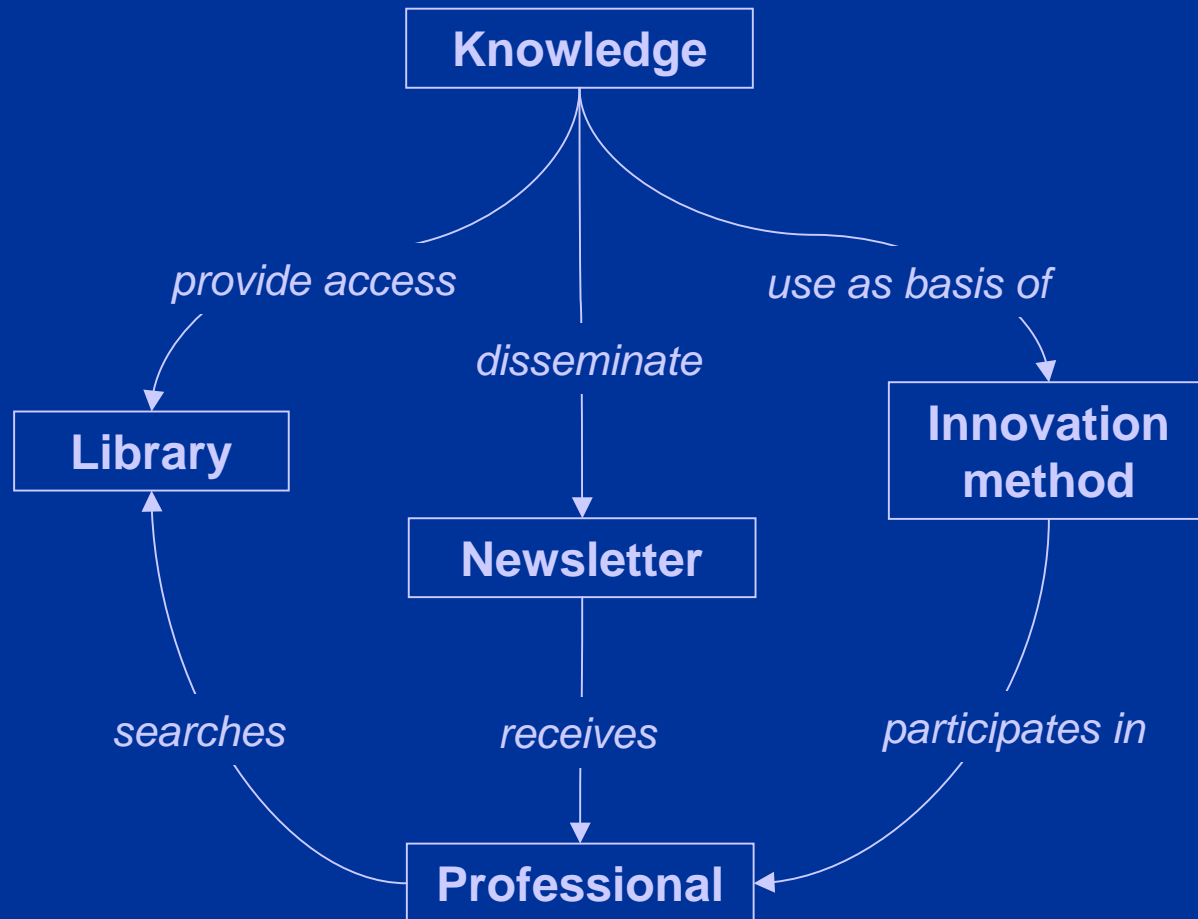 Knowledge
provide access
use as basis of
disseminate
Library
Innovation
method
Newsletter
searches
receives
participates in
Professional